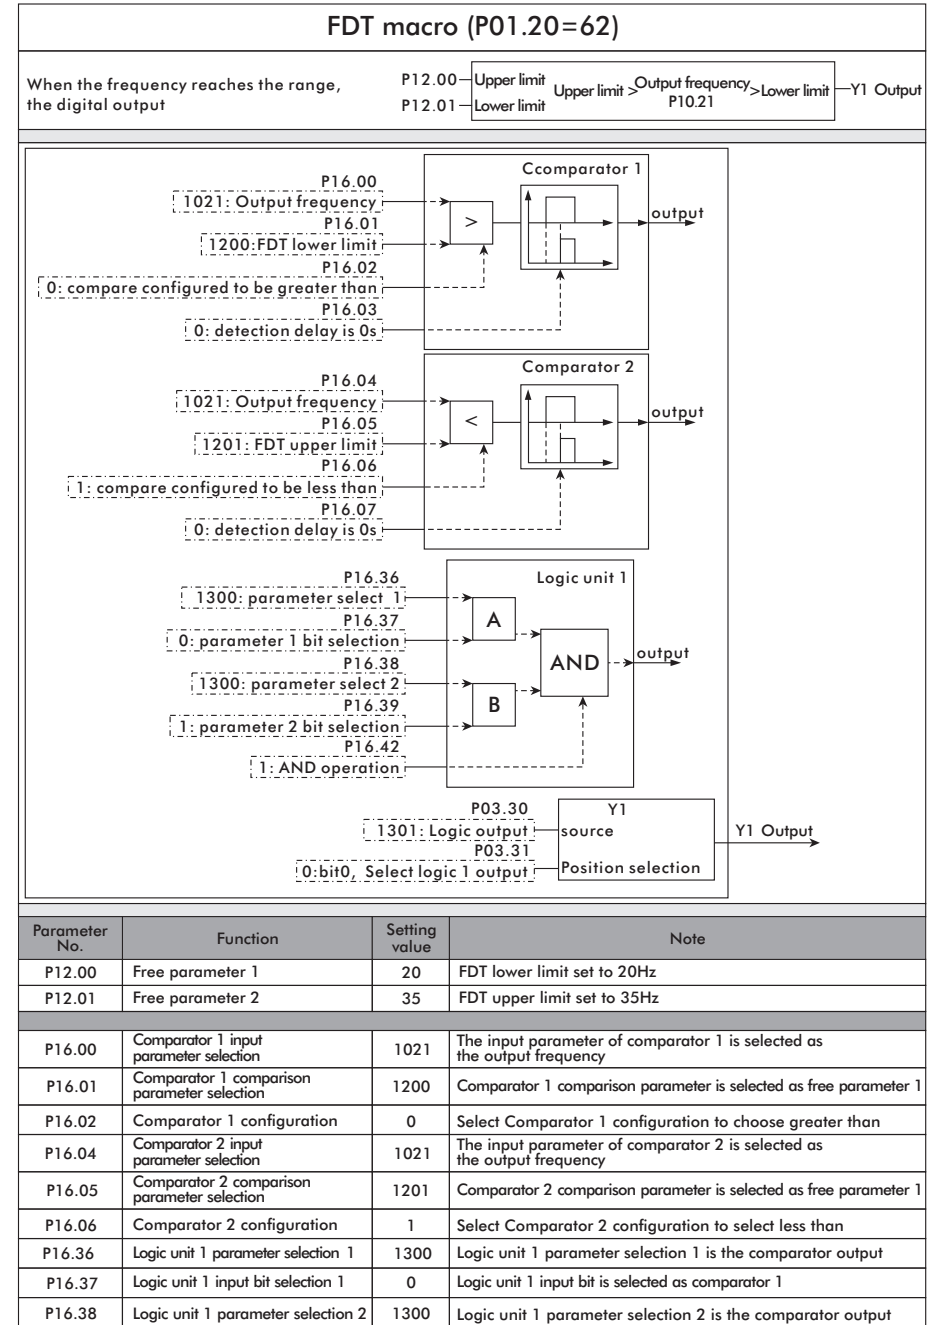 FDT macro (P01.20=62)
When the frequency reaches the range,
the digital output
P12.00
Upper limit
P12.01
Lower limit
Upper limit >Output frequency>Lower limit
P10.21
Y1 Output
Ccomparator 1
P16.00
1021: Output frequency
P16.01
1200:FDT lower limit
P16.02
0: compare configured to be greater than
P16.03
0: detection delay is 0s
>
output
Comparator 2
P16.04
1021: Output frequency
P16.05
1201: FDT upper limit
P16.06
1: compare configured to be less than
P16.07
0: detection delay is 0s
<
output
Logic unit 1
P16.36
1300: parameter select 1
P16.37
0: parameter 1 bit selection
P16.38
1300: parameter select 2
P16.39
1: parameter 2 bit selection
P16.42
1: AND operation
A
B
AND
output
P03.30
1301: Logic output
P03.31
0:bit0, Select logic 1 output
Y1
source
Position selection
Y1 Output
Parameter No. Function Setting value Note
P12.00 Free parameter 1 20 FDT lower limit set to 20Hz
P12.01 Free parameter 2 35 FDT upper limit set to 35Hz
P16.00 Comparator 1 input parameter selection 1021 The input parameter of comparator 1 is selected as the output frequency
P16.01 Comparator 1 comparison parameter selection 1200 Comparator 1 comparison parameter is selected as free parameter 1
P16.02 Comparator 1 configuration 0 Select Comparator 1 configuration to choose greater than
P16.04 Comparator 2 input parameter selection 1021 The input parameter of comparator 2 is selected as the output frequency
P16.05 Comparator 2 comparison parameter selection 1201 Comparator 2 comparison parameter is selected as free parameter 1
P16.06 Comparator 2 configuration 1 Select Comparator 2 configuration to select less than
P16.36 Logic unit 1 parameter selection 1 1300 Logic unit 1 parameter selection 1 is the comparator output
P16.37 Logic unit 1 input bit selection 1 0 Logic unit 1 input bit is selected as comparator 1
P16.38 Logic unit 1 parameter selection 2 1300 Logic unit 1 parameter selection 2 is the comparator output